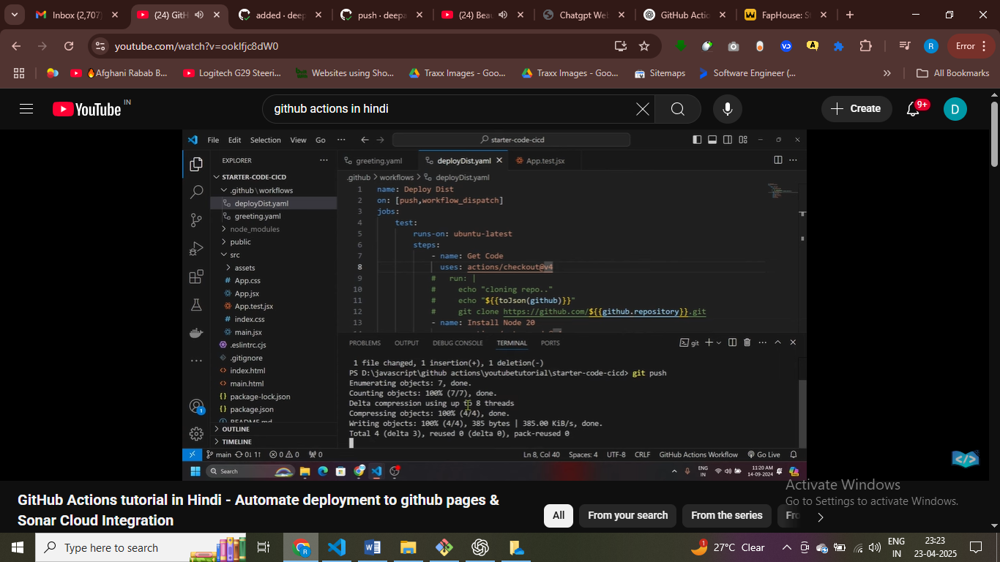 Inbox (2,707)
(24) GitH
added · deep
push · deepa
(24) Bea
Chatgpt Web
GitHub Actio
FapHouse: S
youtube.com/watch?v=ooklfjc8dW0
R
Error
Afghani Rabab B...
Logitech G29 Steeri...
Websites using Sho...
Traxx Images - Goo...
Traxx Images - Goo...
Sitemaps
Software Engineer (...
All Bookmarks
YouTube IN
github actions in hindi
Create
9+
D
File Edit Selection View Go
starter-code-cicd
EXPLORER
greeting.yaml
deployDist.yaml
App.test.jsx
STARTER-CODE-CICD
.github > workflows > deployDist.yaml
.github \ workflows
deployDist.yaml
greeting.yaml
node_modules
public
src
assets
App.css
App.jsx
App.test.jsx
index.css
main.jsx
.eslintrc.cjs
.gitignore
index.html
main.html
package-lock.json
package.json
README.md
OUTLINE
TIMELINE
1 name: Deploy Dist
2 on: [push,workflow_dispatch]
3 jobs:
4 test:
5 runs-on: ubuntu-latest
6 steps:
7 - name: Get Code
8 uses: actions/checkout@v4
9 # run: |
10 # echo "cloning repo.."
11 # echo "${{toJson(github)}}"
12 # git clone https://github.com/${{github.repository}}.git
13 - name: Install Node 20
PROBLEMS OUTPUT DEBUG CONSOLE TERMINAL PORTS
git
1 file changed, 1 insertion(+), 1 deletion(-)
PS D:\javascript\github actions\youtubetutorial\starter-code-cicd> git push
Enumerating objects: 7, done.
Counting objects: 100% (7/7), done.
Delta compression using up to 8 threads
Compressing objects: 100% (4/4), done.
Writing objects: 100% (4/4), 385 bytes | 385.00 KiB/s, done.
Total 4 (delta 3), reused 0 (delta 0), pack-reused 0
main 0↓ 1↑ 0 0 0
Ln 8, Col 40 Spaces: 4 UTF-8 CRLF GitHub Actions Workflow Go Live
Search
ENG
IN
11:20 AM
14-09-2024
GitHub Actions tutorial in Hindi - Automate deployment to github pages &
Sonar Cloud Integration
All
From your search
From the series
Activate Windows
Go to Settings to activate Windows.
Type here to search
27°C Clear
ENG
IN
23:23
23-04-2025